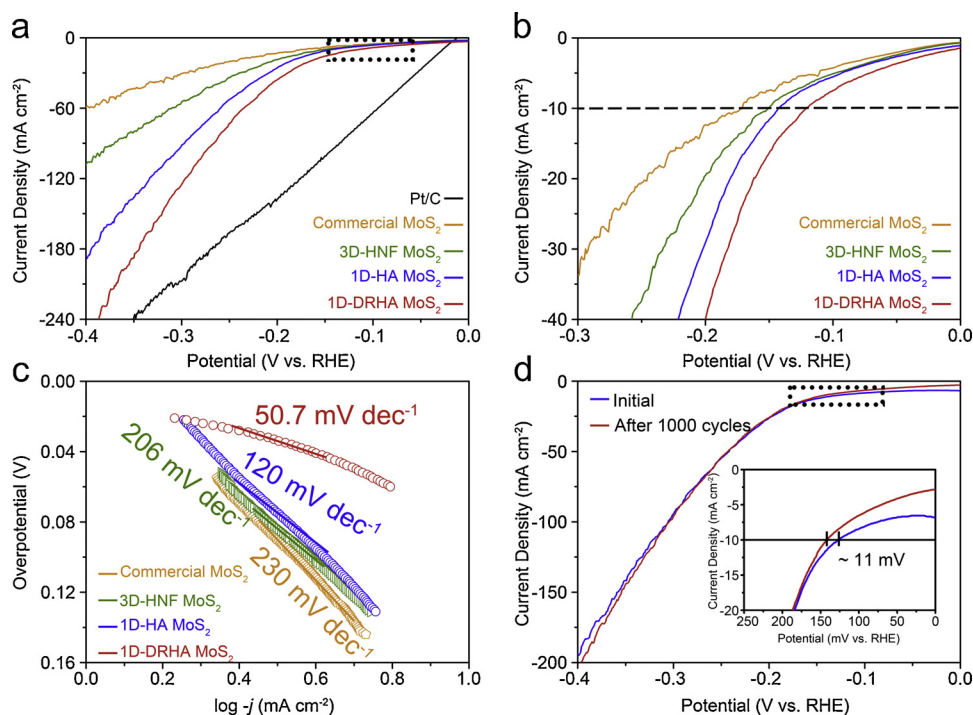 a
0
-60
-120
-180
-240
Current Density (mA cm⁻²)
-0.4 -0.3 -0.2 -0.1 0.0
Potential (V vs. RHE)
Pt/C
Commercial MoS₂
3D-HNF MoS₂
1D-HA MoS₂
1D-DRHA MoS₂
b
0
-10
-20
-30
-40
Current Density (mA cm⁻²)
-0.3 -0.2 -0.1 0.0
Potential (V vs. RHE)
Commercial MoS₂
3D-HNF MoS₂
1D-HA MoS₂
1D-DRHA MoS₂
c
0.00
0.04
0.08
0.12
0.16
Overpotential (V)
0.0 0.2 0.4 0.6 0.8 1.0
log -j (mA cm⁻²)
50.7 mV dec⁻¹
120 mV dec⁻¹
206 mV dec⁻¹
230 mV dec⁻¹
Commercial MoS₂
3D-HNF MoS₂
1D-HA MoS₂
1D-DRHA MoS₂
d
0
-50
-100
-150
-200
Current Density (mA cm⁻²)
-0.4 -0.3 -0.2 -0.1 0.0
Potential (V vs. RHE)
Initial
After 1000 cycles
0
-5
-10
-15
-20
Current Density (mA cm⁻²)
250 200 150 100 50 0
Potential (mV vs. RHE)
~ 11 mV